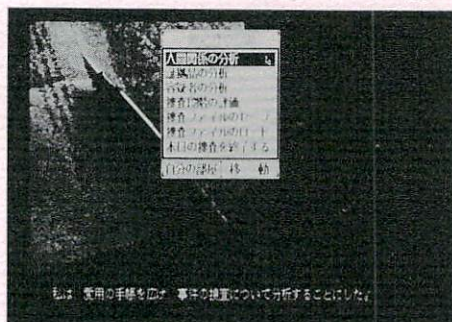 人間関係の分析
証拠品の分析
容疑者の分析
捜査段階の評価
捜査ファイルのセーブ
捜査ファイルのロード
本日の捜査を終了する
自分の部屋 移 動
私は 愛用の手帳を広げ 事件の捜査について分析することにした。